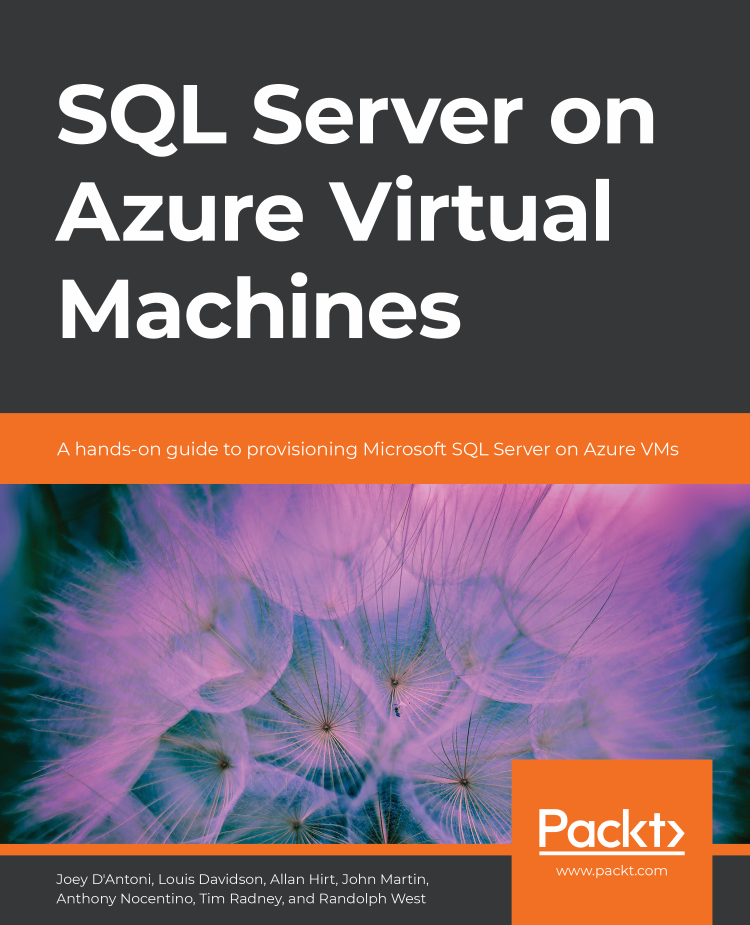 SQL Server on
Azure Virtual
Machines
A hands-on guide to provisioning Microsoft SQL Server on Azure VMs
Packt>
www.packt.com
Joey D'Antoni, Louis Davidson, Allan Hirt, John Martin,
Anthony Nocentino, Tim Radney, and Randolph West